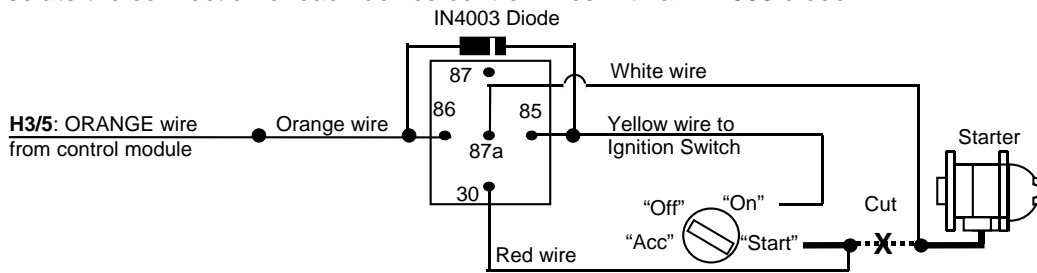 IN4003 Diode
87
White wire
H3/5: ORANGE wire
from control module
Orange wire
86
85
87a
Yellow wire to
Ignition Switch
Starter
30
“Off”
“On”
Cut
“Acc”
“Start”
X
Red wire